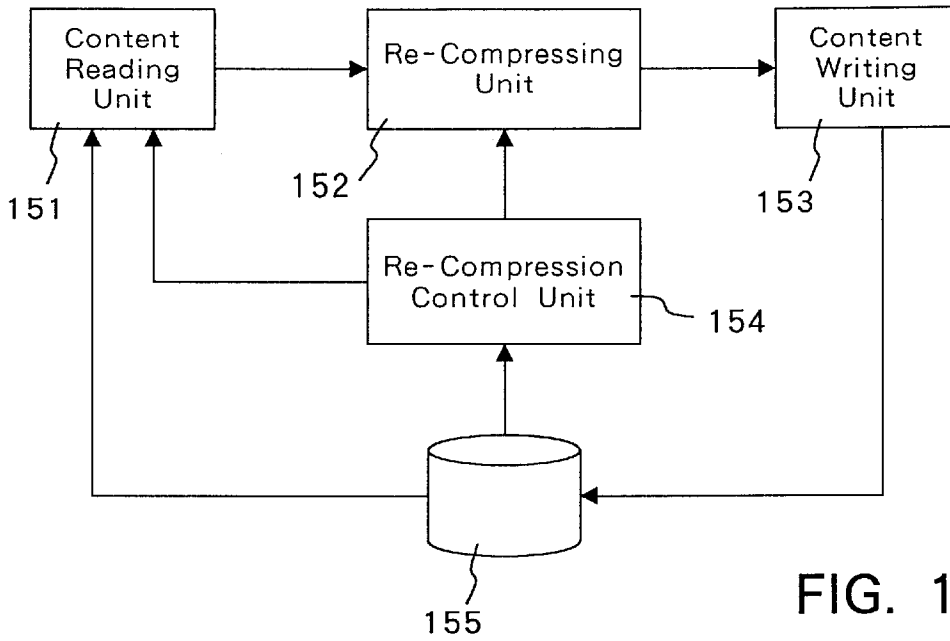 Content
Reading
Unit
Re-Compressing
Unit
Content
Writing
Unit
151
152
153
Re-Compression
Control Unit
154
155
FIG. 1